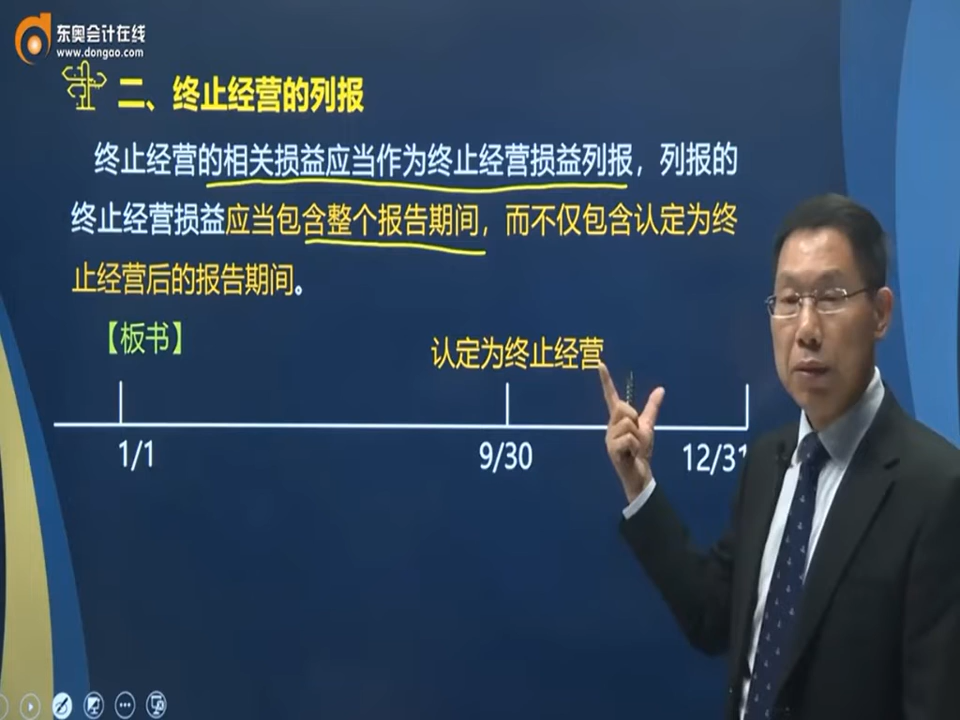 东奥会计在线
www.dongao.com
二、终止经营的列报
终止经营的相关损益应当作为终止经营损益列报，列报的
终止经营损益应当包含整个报告期间，而不仅包含认定为终
止经营后的报告期间。
【板书】
认定为终止经营
1/1
9/30
12/31